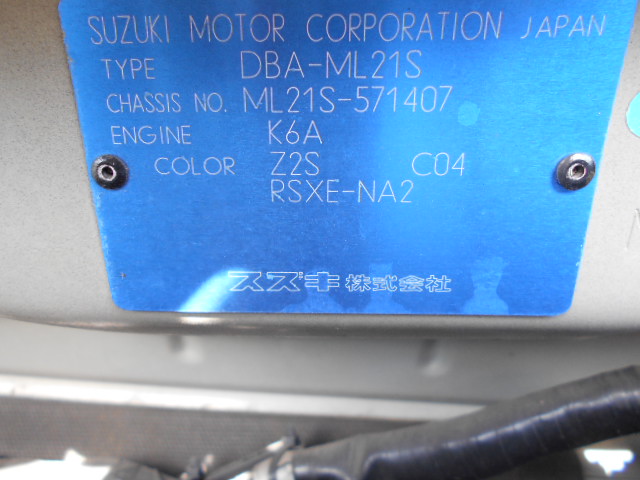 SUZUKI MOTOR CORPORATION JAPAN
TYPE DBA-ML21S
CHASSIS NO. ML21S-571407
ENGINE K6A
COLOR Z2S C04
RSXE-NA2
スズキ株式会社